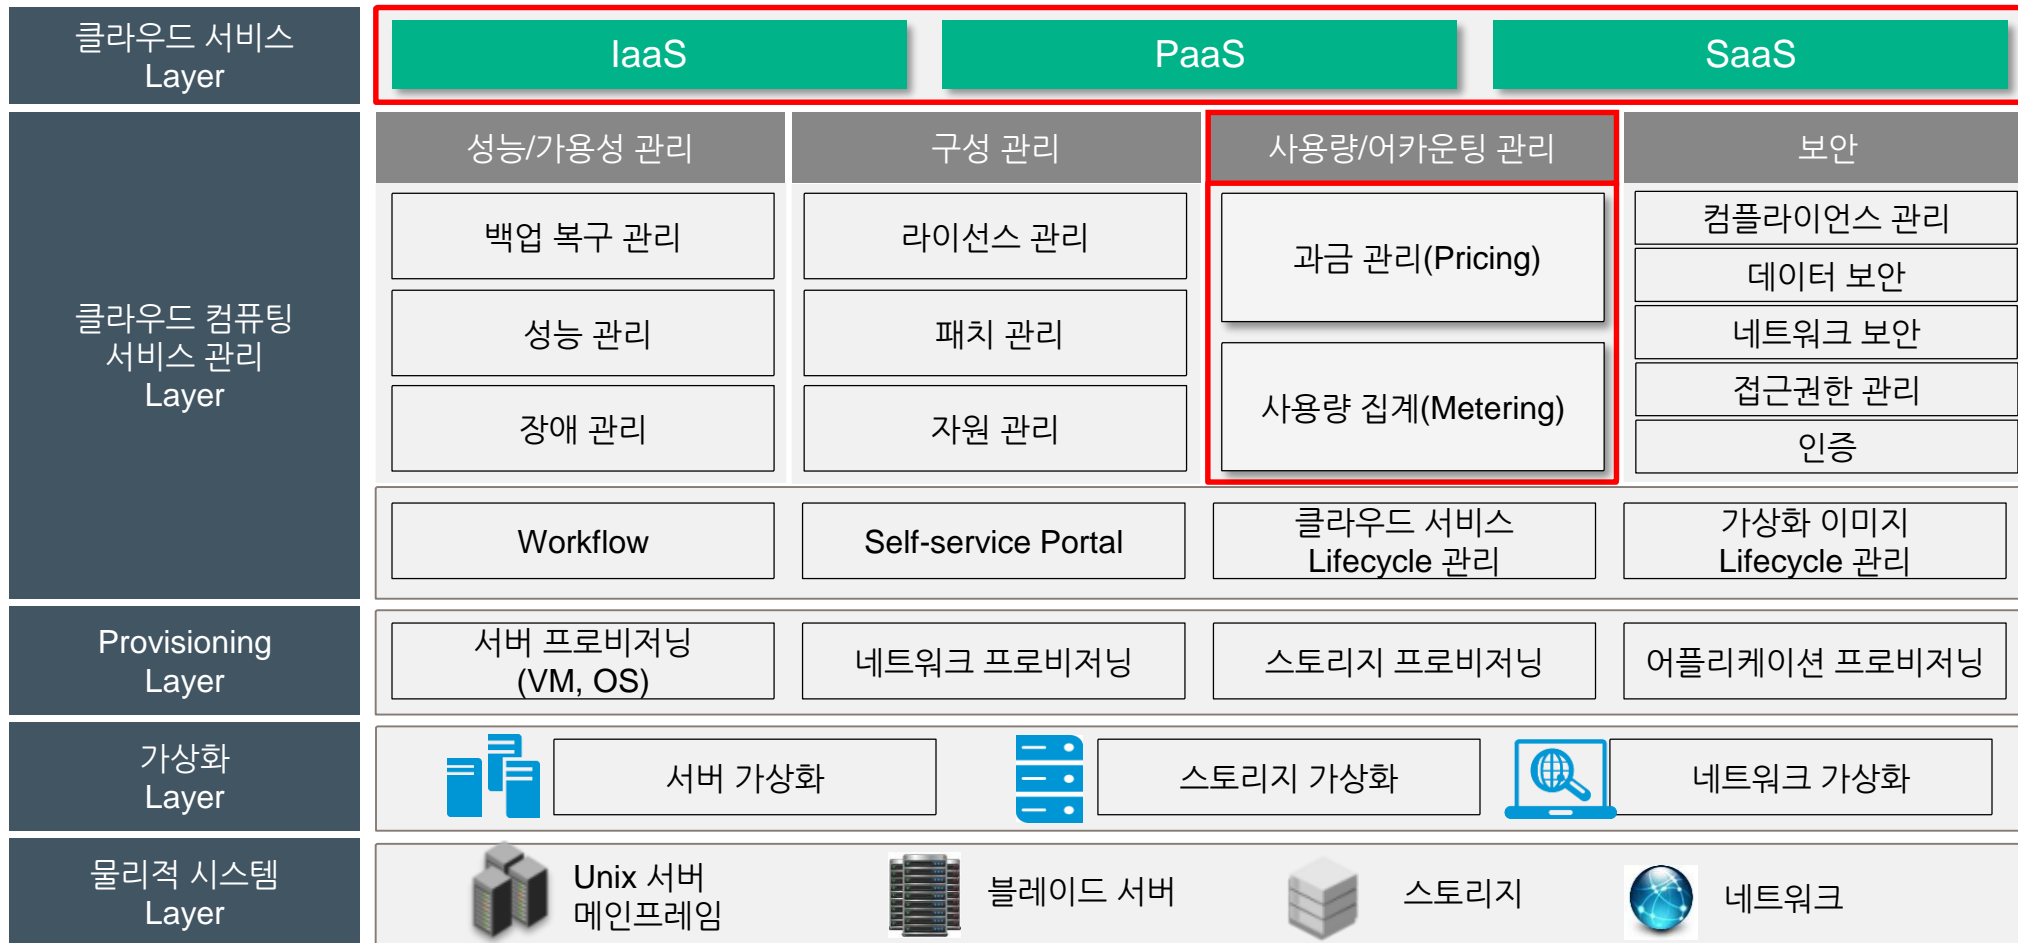 클라우드 서비스
Layer
IaaS
PaaS
SaaS
클라우드 컴퓨팅
서비스 관리
Layer
성능/가용성 관리
구성 관리
사용량/어카운팅 관리
보안
백업 복구 관리
성능 관리
장애 관리
라이선스 관리
패치 관리
자원 관리
과금 관리(Pricing)
사용량 집계(Metering)
컴플라이언스 관리
데이터 보안
네트워크 보안
접근권한 관리
인증
Workflow
Self-service Portal
클라우드 서비스
Lifecycle 관리
가상화 이미지
Lifecycle 관리
Provisioning
Layer
서버 프로비저닝
(VM, OS)
네트워크 프로비저닝
스토리지 프로비저닝
어플리케이션 프로비저닝
가상화
Layer
서버 가상화
스토리지 가상화
네트워크 가상화
물리적 시스템
Layer
Unix 서버
메인프레임
블레이드 서버
스토리지
네트워크